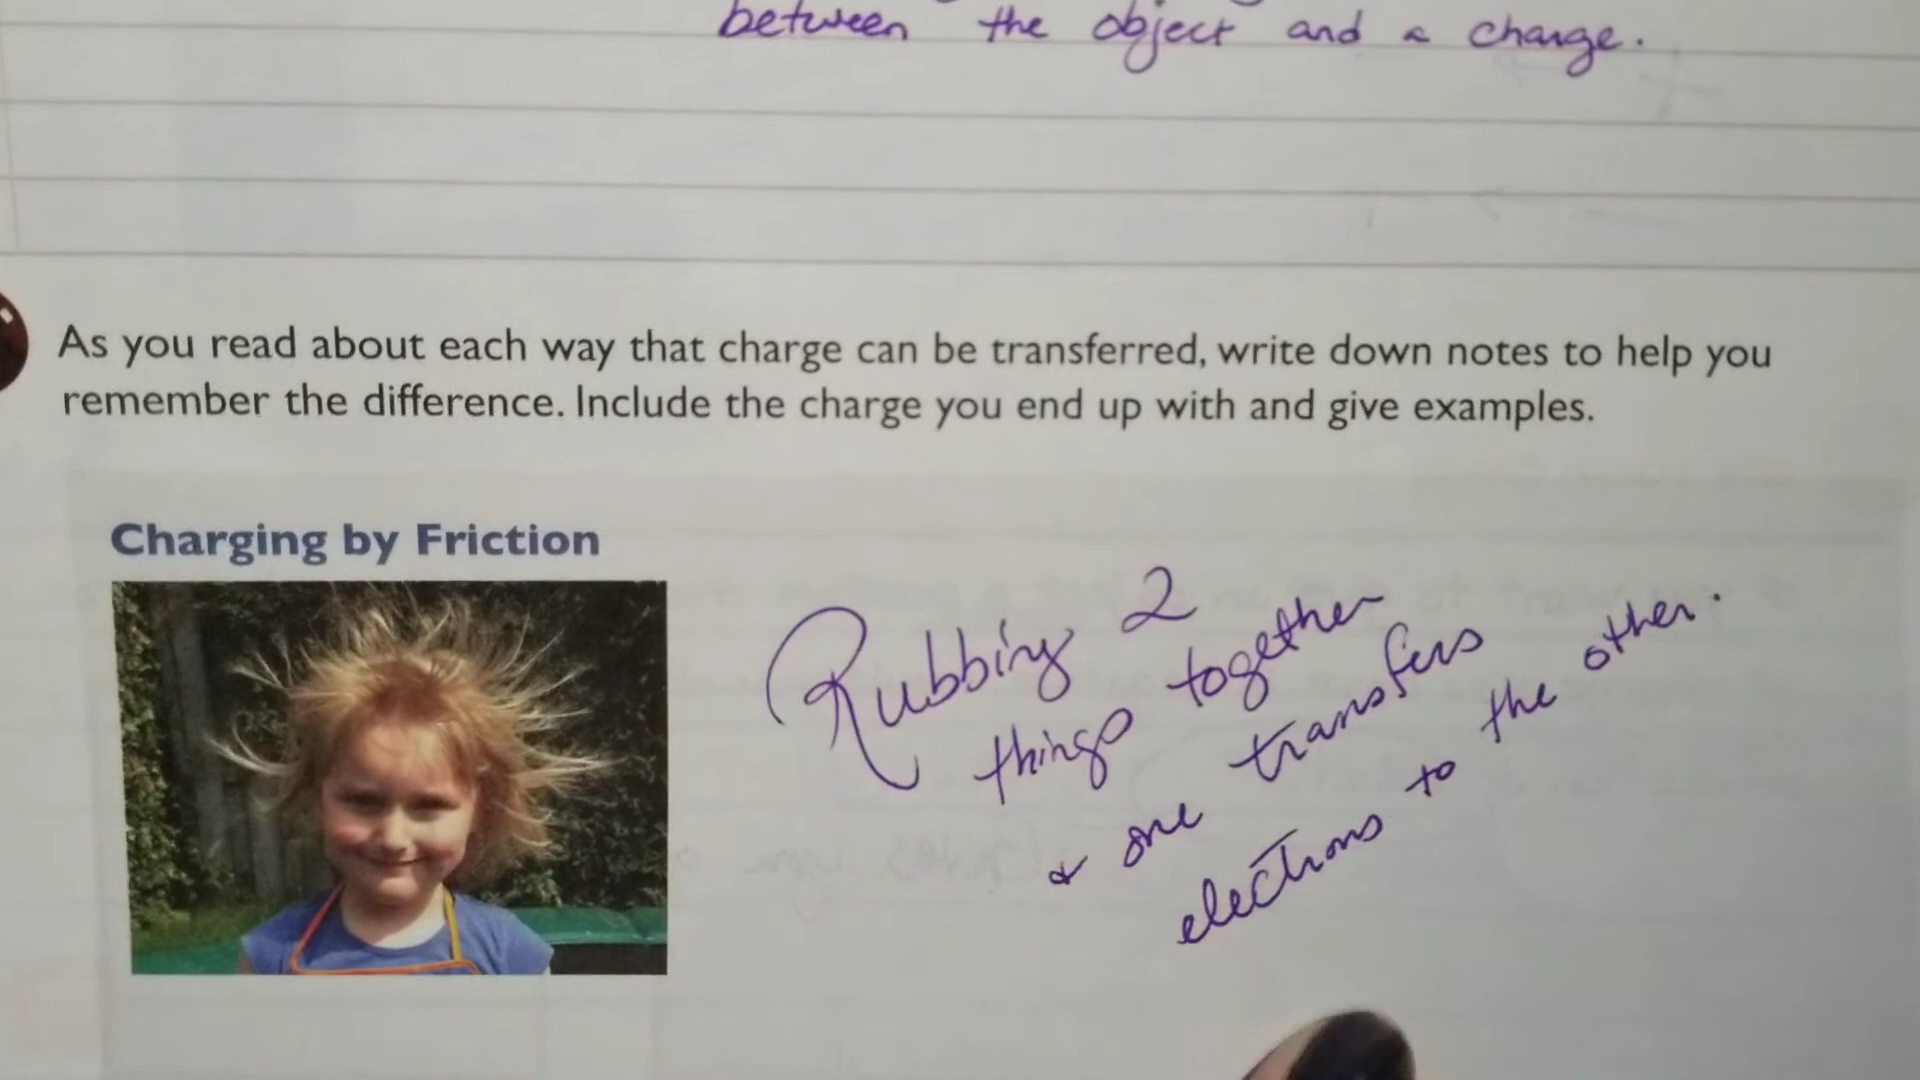 between the object and a charge.
As you read about each way that charge can be transferred, write down notes to help you
remember the difference. Include the charge you end up with and give examples.
Charging by Friction
Rubbing 2
things together
& one transfers
electrons to the other.